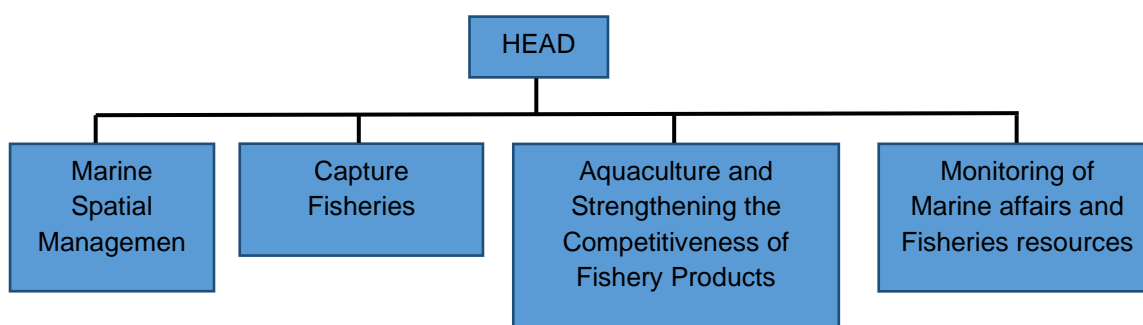 HEAD
Marine
Spatial
Managemen
Capture
Fisheries
Aquaculture and
Strengthening the
Competitiveness of
Fishery Products
Monitoring of
Marine affairs and
Fisheries resources